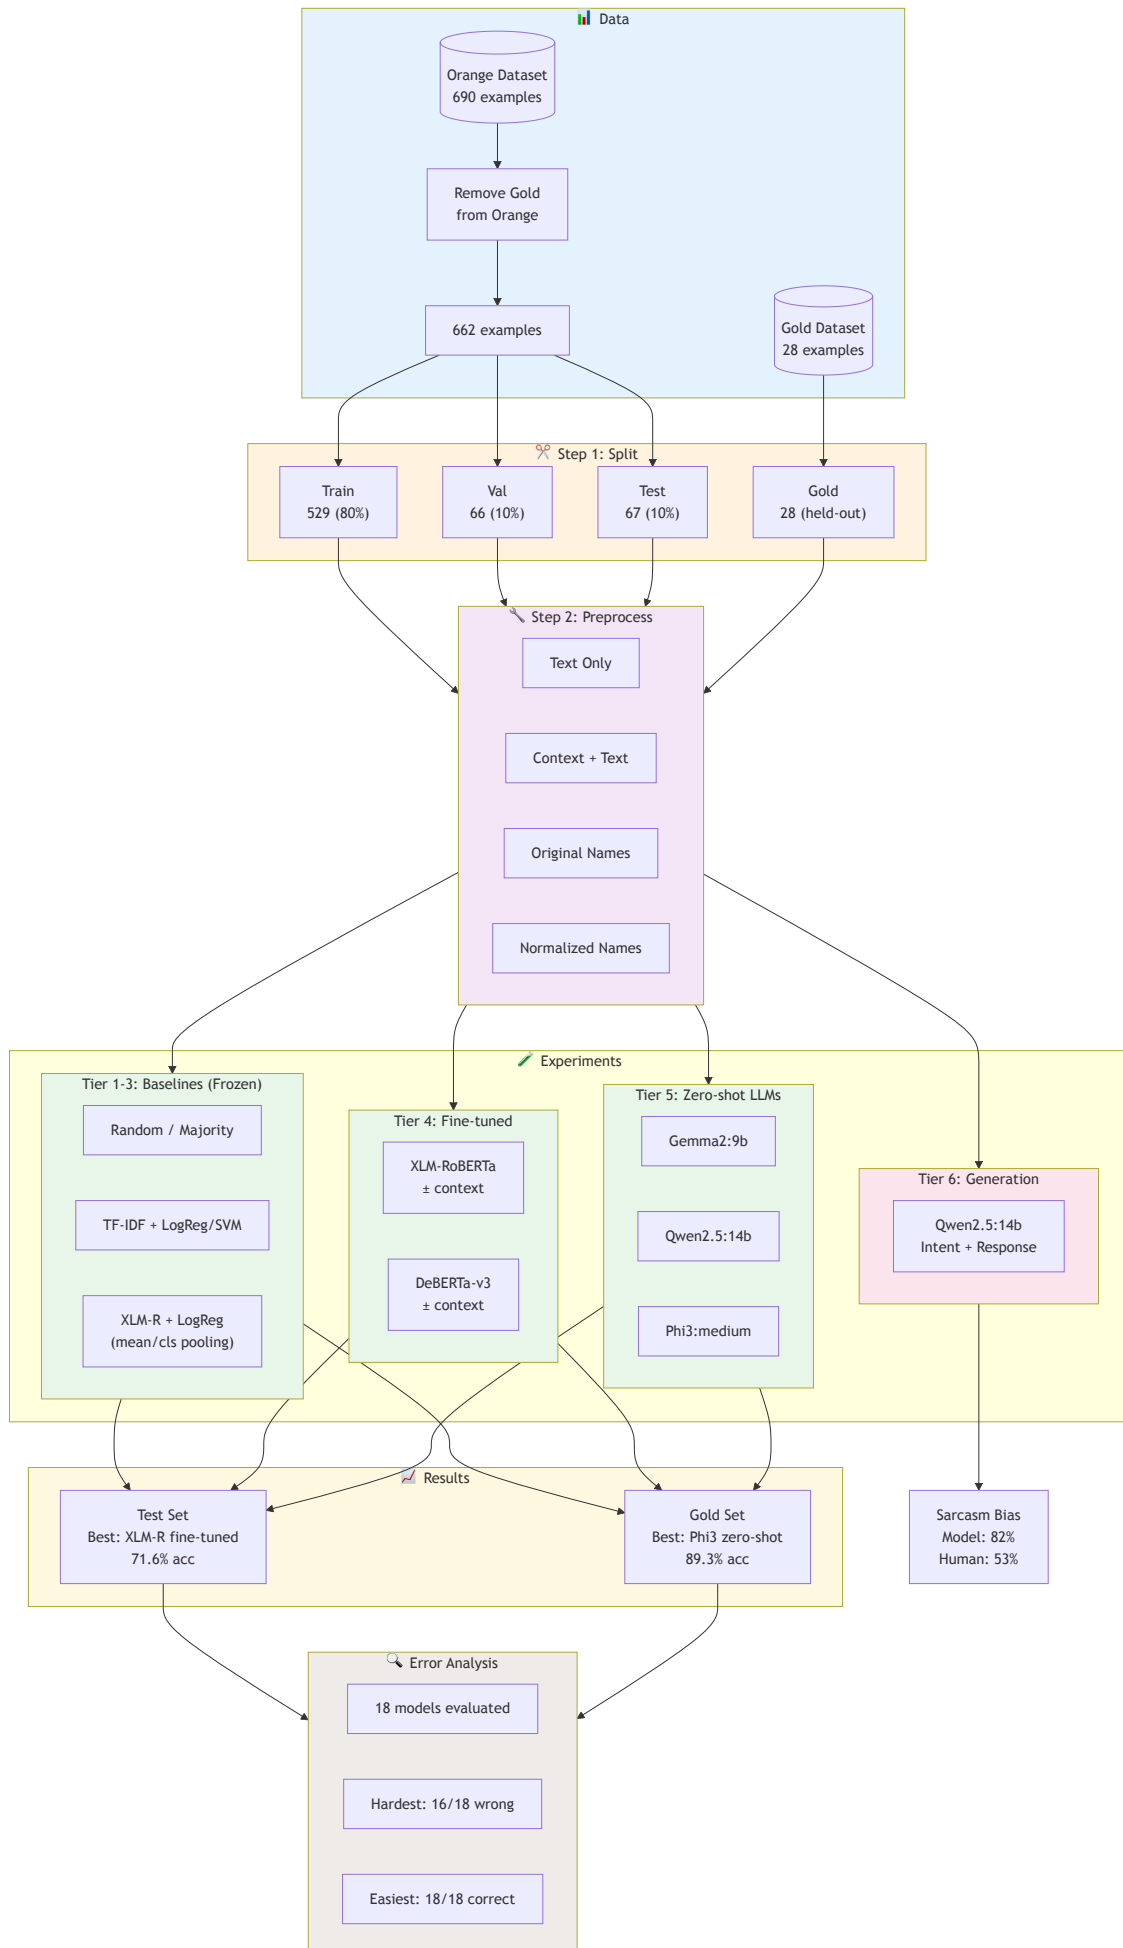 📊 Data
Orange Dataset
690 examples
Remove Gold
from Orange
662 examples
Gold Dataset
28 examples
✂️ Step 1: Split
Train
529 (80%)
Val
66 (10%)
Test
67 (10%)
Gold
28 (held-out)
🔧 Step 2: Preprocess
Text Only
Context + Text
Original Names
Normalized Names
🧪 Experiments
Tier 1-3: Baselines (Frozen)
Random / Majority
TF-IDF + LogReg/SVM
XLM-R + LogReg
(mean/cls pooling)
Tier 4: Fine-tuned
XLM-RoBERTa
± context
DeBERTa-v3
± context
Tier 5: Zero-shot LLMs
Gemma2:9b
Qwen2.5:14b
Phi3:medium
Tier 6: Generation
Qwen2.5:14b
Intent + Response
📈 Results
Test Set
Best: XLM-R fine-tuned
71.6% acc
Gold Set
Best: Phi3 zero-shot
89.3% acc
Sarcasm Bias
Model: 82%
Human: 53%
🔍 Error Analysis
18 models evaluated
Hardest: 16/18 wrong
Easiest: 18/18 correct